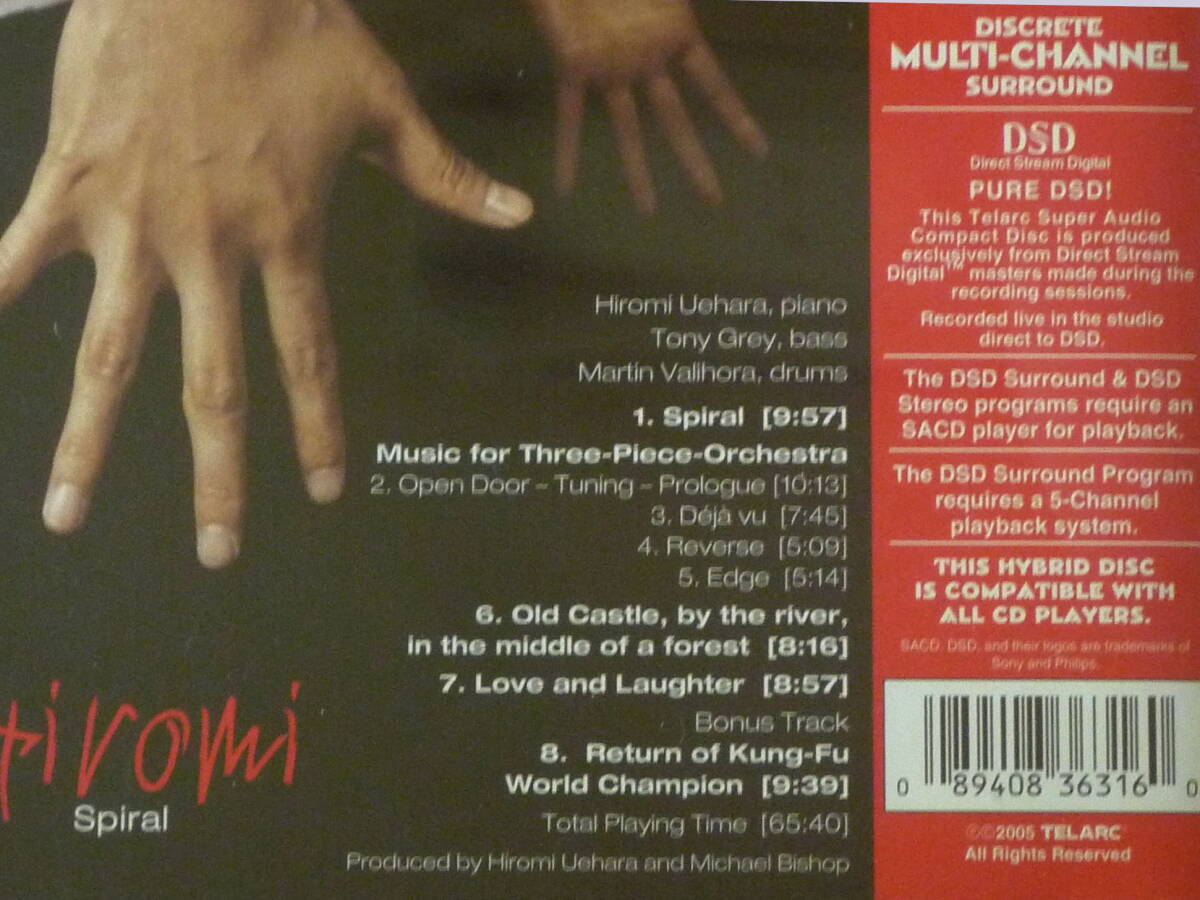 Hiromi Uehara, piano
Tony Grey, bass
Martin Valihora, drums
1. Spiral [9:57]
Music for Three-Piece-Orchestra
2. Open Door – Tuning – Prologue [10:13]
3. Déjà vu [7:45]
4. Reverse [5:09]
5. Edge [5:14]
6. Old Castle, by the river,
in the middle of a forest [8:16]
7. Love and Laughter [8:57]
Bonus Track
8. Return of Kung-Fu
World Champion [9:39]
Total Playing Time [65:40]
Produced by Hiromi Uehara and Michael Bishop
Hiromi
Spiral
DISCRETE
MULTI-CHANNEL
SURROUND
DSD
Direct Stream Digital
PURE DSD!
This Telarc Super Audio
Compact Disc is produced
exclusively from Direct Stream
Digital™ masters made during the
recording sessions.
Recorded live in the studio
direct to DSD.
The DSD Surround & DSD
Stereo programs require an
SACD player for playback.
The DSD Surround Program
requires a 5-Channel
playback system.
THIS HYBRID DISC
IS COMPATIBLE WITH
ALL CD PLAYERS.
SACD, DSD, and their logos are trademarks of
Sony and Philips.
0 89408 36316 0
℗©2005 TELARC
All Rights Reserved